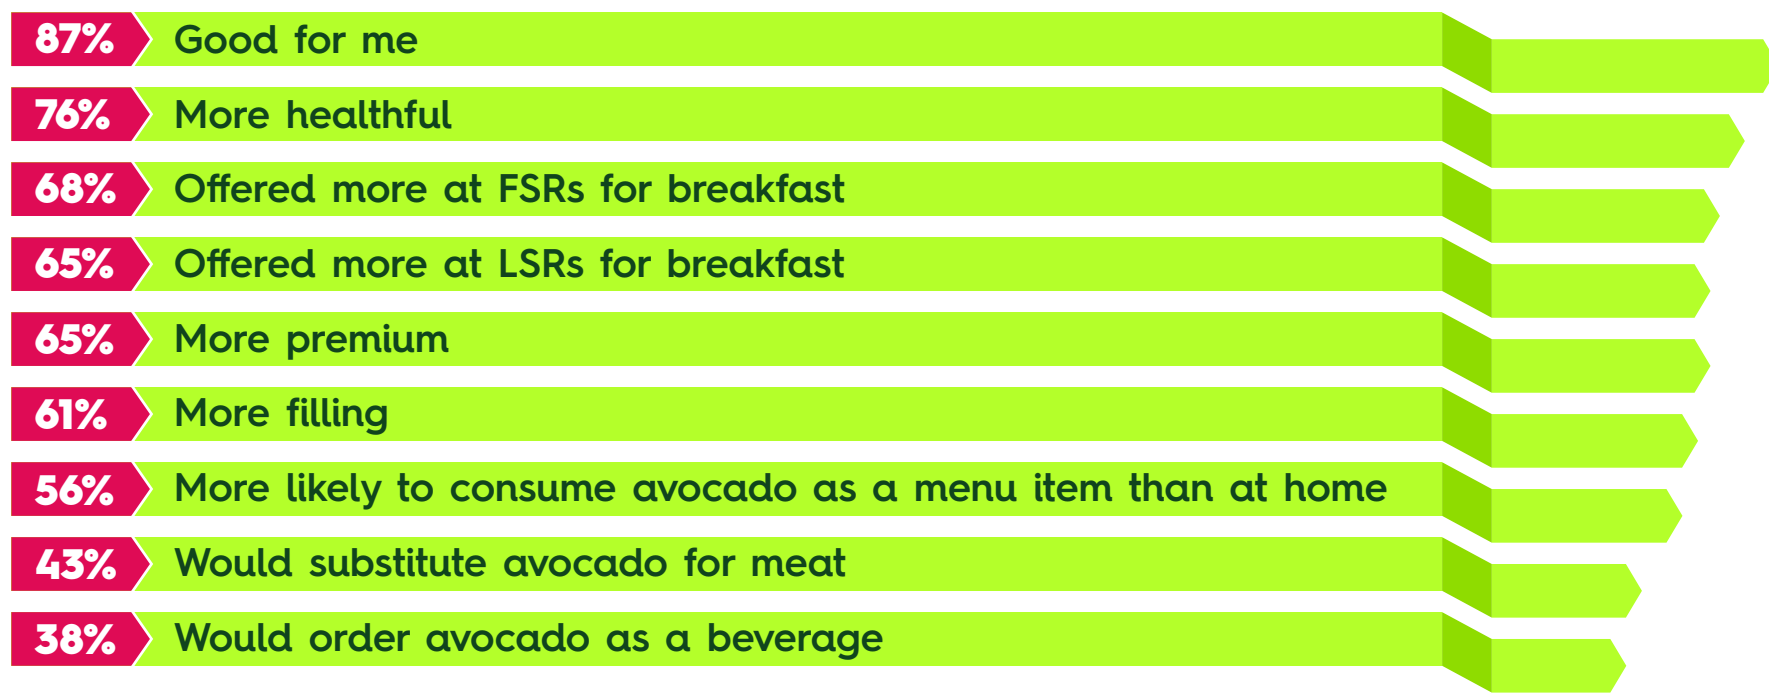 87% Good for me
76% More healthful
68% Offered more at FSRs for breakfast
65% Offered more at LSRs for breakfast
65% More premium
61% More filling
56% More likely to consume avocado as a menu item than at home
43% Would substitute avocado for meat
38% Would order avocado as a beverage